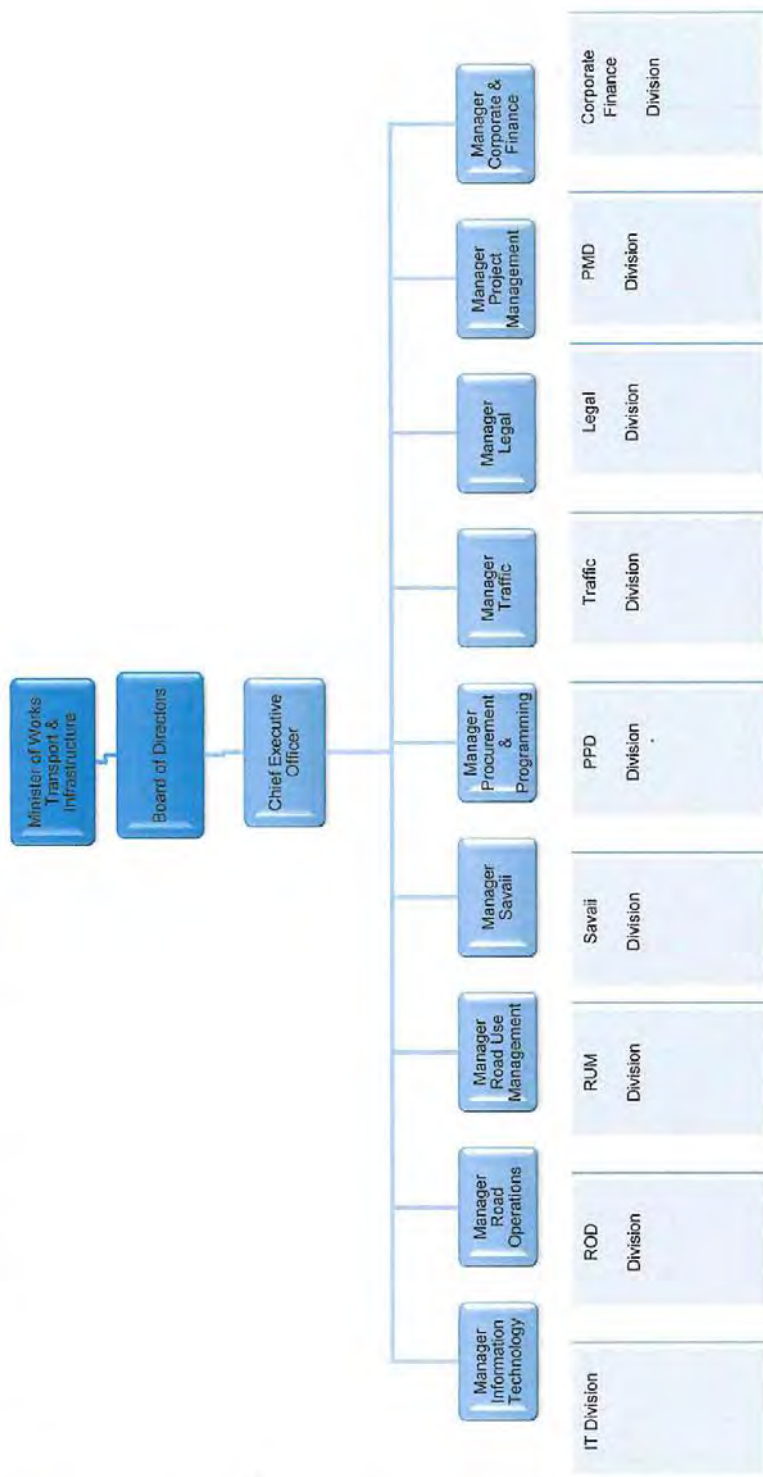 Minister of Works
Transport &
Infrastructure
Board of Directors
Chief Executive
Officer
Manager
Information
Technology
Manager
Road
Operations
Manager
Road Use
Management
Manager
Savaii
Manager
Procurement
&
Programming
Manager
Traffic
Manager
Legal
Manager
Project
Management
Manager
Corporate &
Finance
IT Division
ROD
Division
RUM
Division
Savaii
Division
PPD
Division
Traffic
Division
Legal
Division
PMD
Division
Corporate
Finance
Division